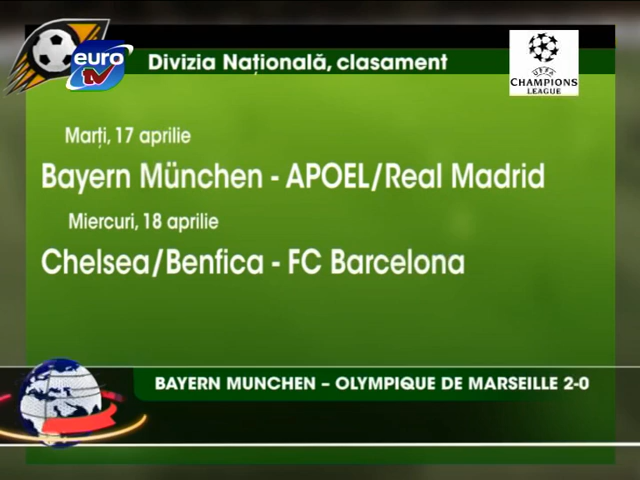 euro
tv
Divizia Națională, clasament
UEFA
CHAMPIONS
LEAGUE
Marți, 17 aprilie
Bayern München - APOEL/Real Madrid
Miercuri, 18 aprilie
Chelsea/Benfica - FC Barcelona
BAYERN MUNCHEN – OLYMPIQUE DE MARSEILLE 2-0